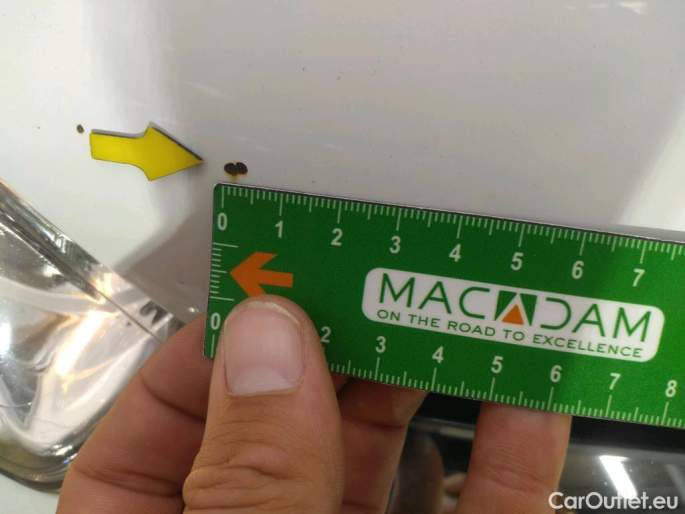 0 1 2 3 4 5 6 7
MACADAM
ON THE ROAD TO EXCELLENCE
0 2 3 4 5 6 7 8
CarOutlet.eu